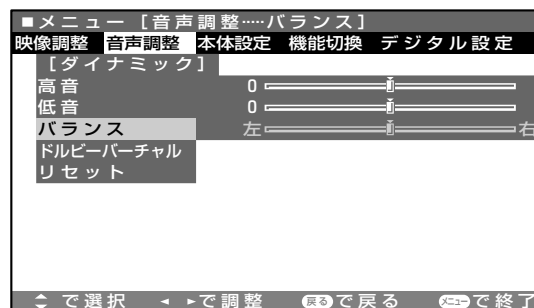 ■メニュー [音声調整……バランス]
映像調整 音声調整 本体設定 機能切換 デジタル設定
[ダイナミック]
高音 0
低音 0
バランス 左 右
ドルビーバーチャル
リセット
で選択 で調整 戻るで戻る メニューで終了